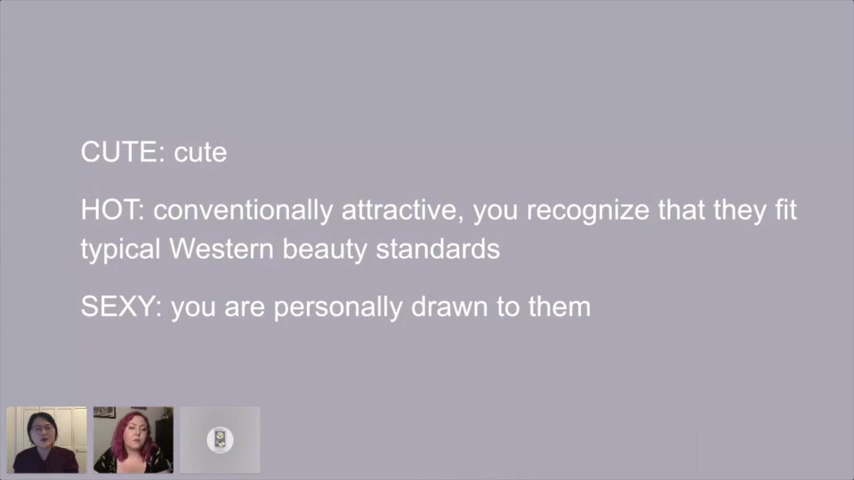 CUTE: cute
HOT: conventionally attractive, you recognize that they fit
typical Western beauty standards
SEXY: you are personally drawn to them